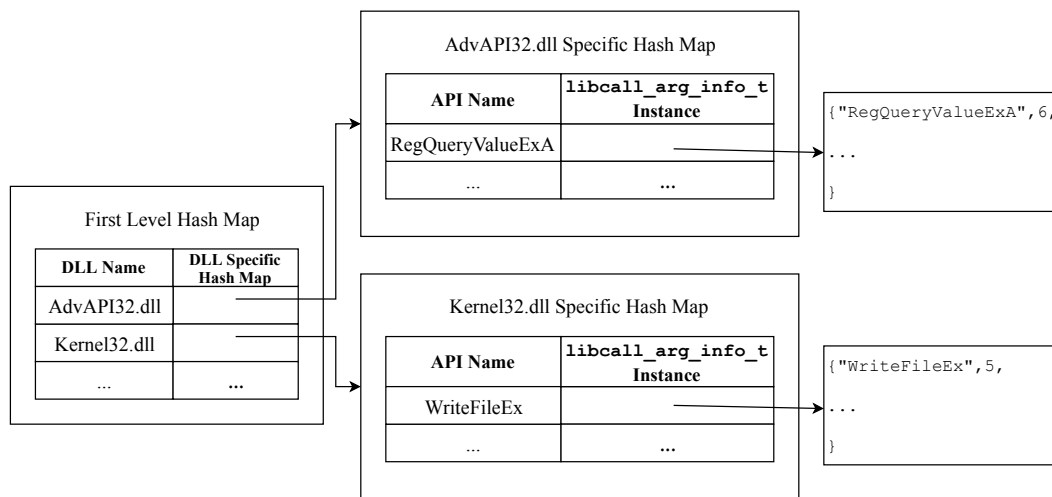 AdvAPI32.dll Specific Hash Map
API Name
libcall_arg_info_t
Instance
RegQueryValueExA
...
...
{"RegQueryValueExA",6,
...
}
First Level Hash Map
DLL Name
DLL Specific
Hash Map
AdvAPI32.dll
Kernel32.dll
...
...
Kernel32.dll Specific Hash Map
API Name
libcall_arg_info_t
Instance
WriteFileEx
...
...
{"WriteFileEx",5,
...
}